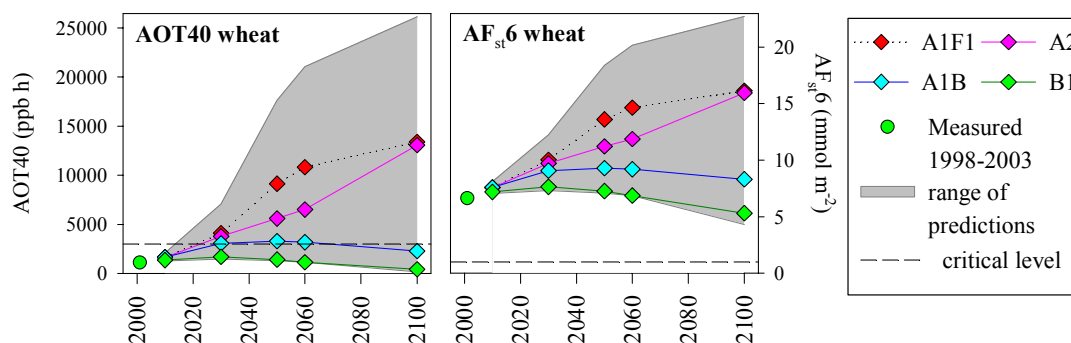 AOT40 wheat
AFst6 wheat
AOT40 (ppb h)
25000
20000
15000
10000
5000
0
2000
2020
2040
2060
2080
2100
AFst6 (mmol m-2)
20
15
10
5
0
2000
2020
2040
2060
2080
2100
A1F1
A2
A1B
B1
Measured
1998-2003
range of
predictions
critical level